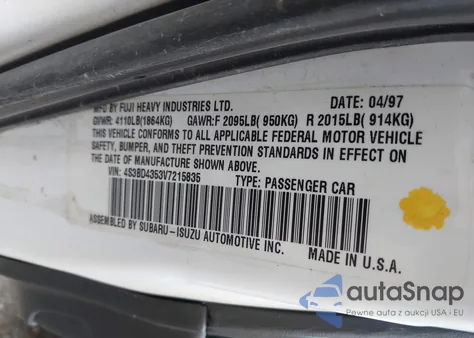 MFD BY FUJI HEAVY INDUSTRIES LTD. DATE: 04/97
GVWR: 4110LB(1864KG) GAWR:F 2095LB( 950KG) R 2015LB( 914KG)
THIS VEHICLE CONFORMS TO ALL APPLICABLE FEDERAL MOTOR VEHICLE
SAFETY, BUMPER, AND THEFT PREVENTION STANDARDS IN EFFECT ON
THE DATE OF MANUFACTURE SHOWN ABOVE.
VIN: 4S3BD4353V7215835 TYPE: PASSENGER CAR
ASSEMBLED BY SUBARU-ISUZU AUTOMOTIVE INC. MADE IN U.S.A.
autoSnap
Pewne auta z aukcji USA - EU